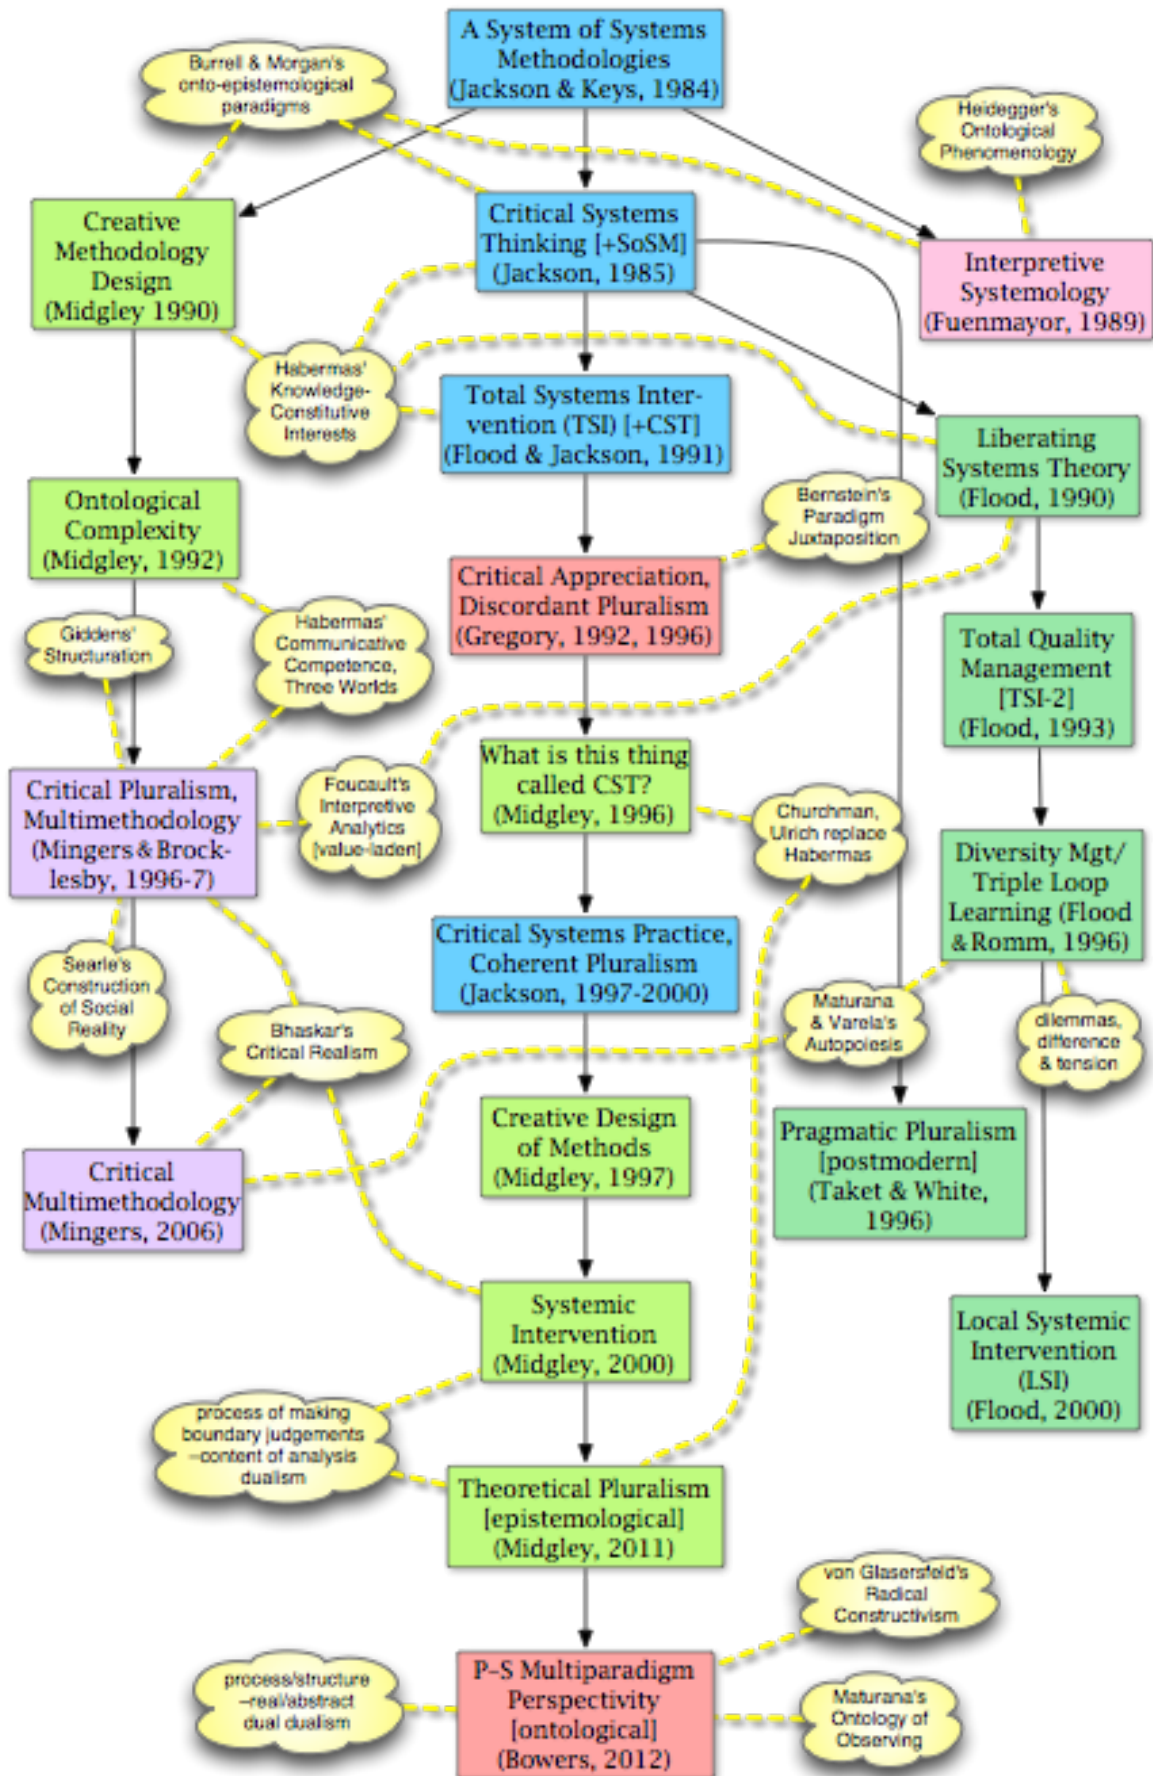 A System of Systems
Methodologies
(Jackson & Keys, 1984)
Burrell & Morgan's
onto-epistemological
paradigms
Heidegger's
Ontological
Phenomenology
Creative
Methodology
Design
(Midgley 1990)
Critical Systems
Thinking [+SoSM]
(Jackson, 1985)
Interpretive
Systemology
(Fuenmayor, 1989)
Habermas'
Knowledge-
Constitutive
Interests
Total Systems Inter-
vention (TSI) [+CST]
(Flood & Jackson, 1991)
Liberating
Systems Theory
(Flood, 1990)
Ontological
Complexity
(Midgley, 1992)
Bernstein's
Paradigm
Juxtaposition
Critical Appreciation,
Discordant Pluralism
(Gregory, 1992, 1996)
Giddens'
Structuration
Habermas'
Communicative
Competence,
Three Worlds
Total Quality
Management
[TSI-2]
(Flood, 1993)
What is this thing
called CST?
(Midgley, 1996)
Critical Pluralism,
Multimethodology
(Mingers & Brock-
lesby, 1996-7)
Foucault's
Interpretive
Analytics
[value-laden]
Churchman,
Ulrich replace
Habermas
Diversity Mgt/
Triple Loop
Learning (Flood
& Romm, 1996)
Searle's
Construction
of Social
Reality
Critical Systems Practice,
Coherent Pluralism
(Jackson, 1997-2000)
Bhaskar's
Critical Realism
Maturana
& Varela's
Autopoiesis
dilemmas,
difference
& tension
Creative Design
of Methods
(Midgley, 1997)
Pragmatic Pluralism
[postmodern]
(Taket & White,
1996)
Critical
Multimethodology
(Mingers, 2006)
Systemic
Intervention
(Midgley, 2000)
Local Systemic
Intervention
(LSI)
(Flood, 2000)
process of making
boundary judgements
–content of analysis
dualism
Theoretical Pluralism
[epistemological]
(Midgley, 2011)
von Glasersfeld's
Radical
Constructivism
P–S Multiparadigm
Perspectivity
[ontological]
(Bowers, 2012)
process/structure
–real/abstract
dual dualism
Maturana's
Ontology of
Observing